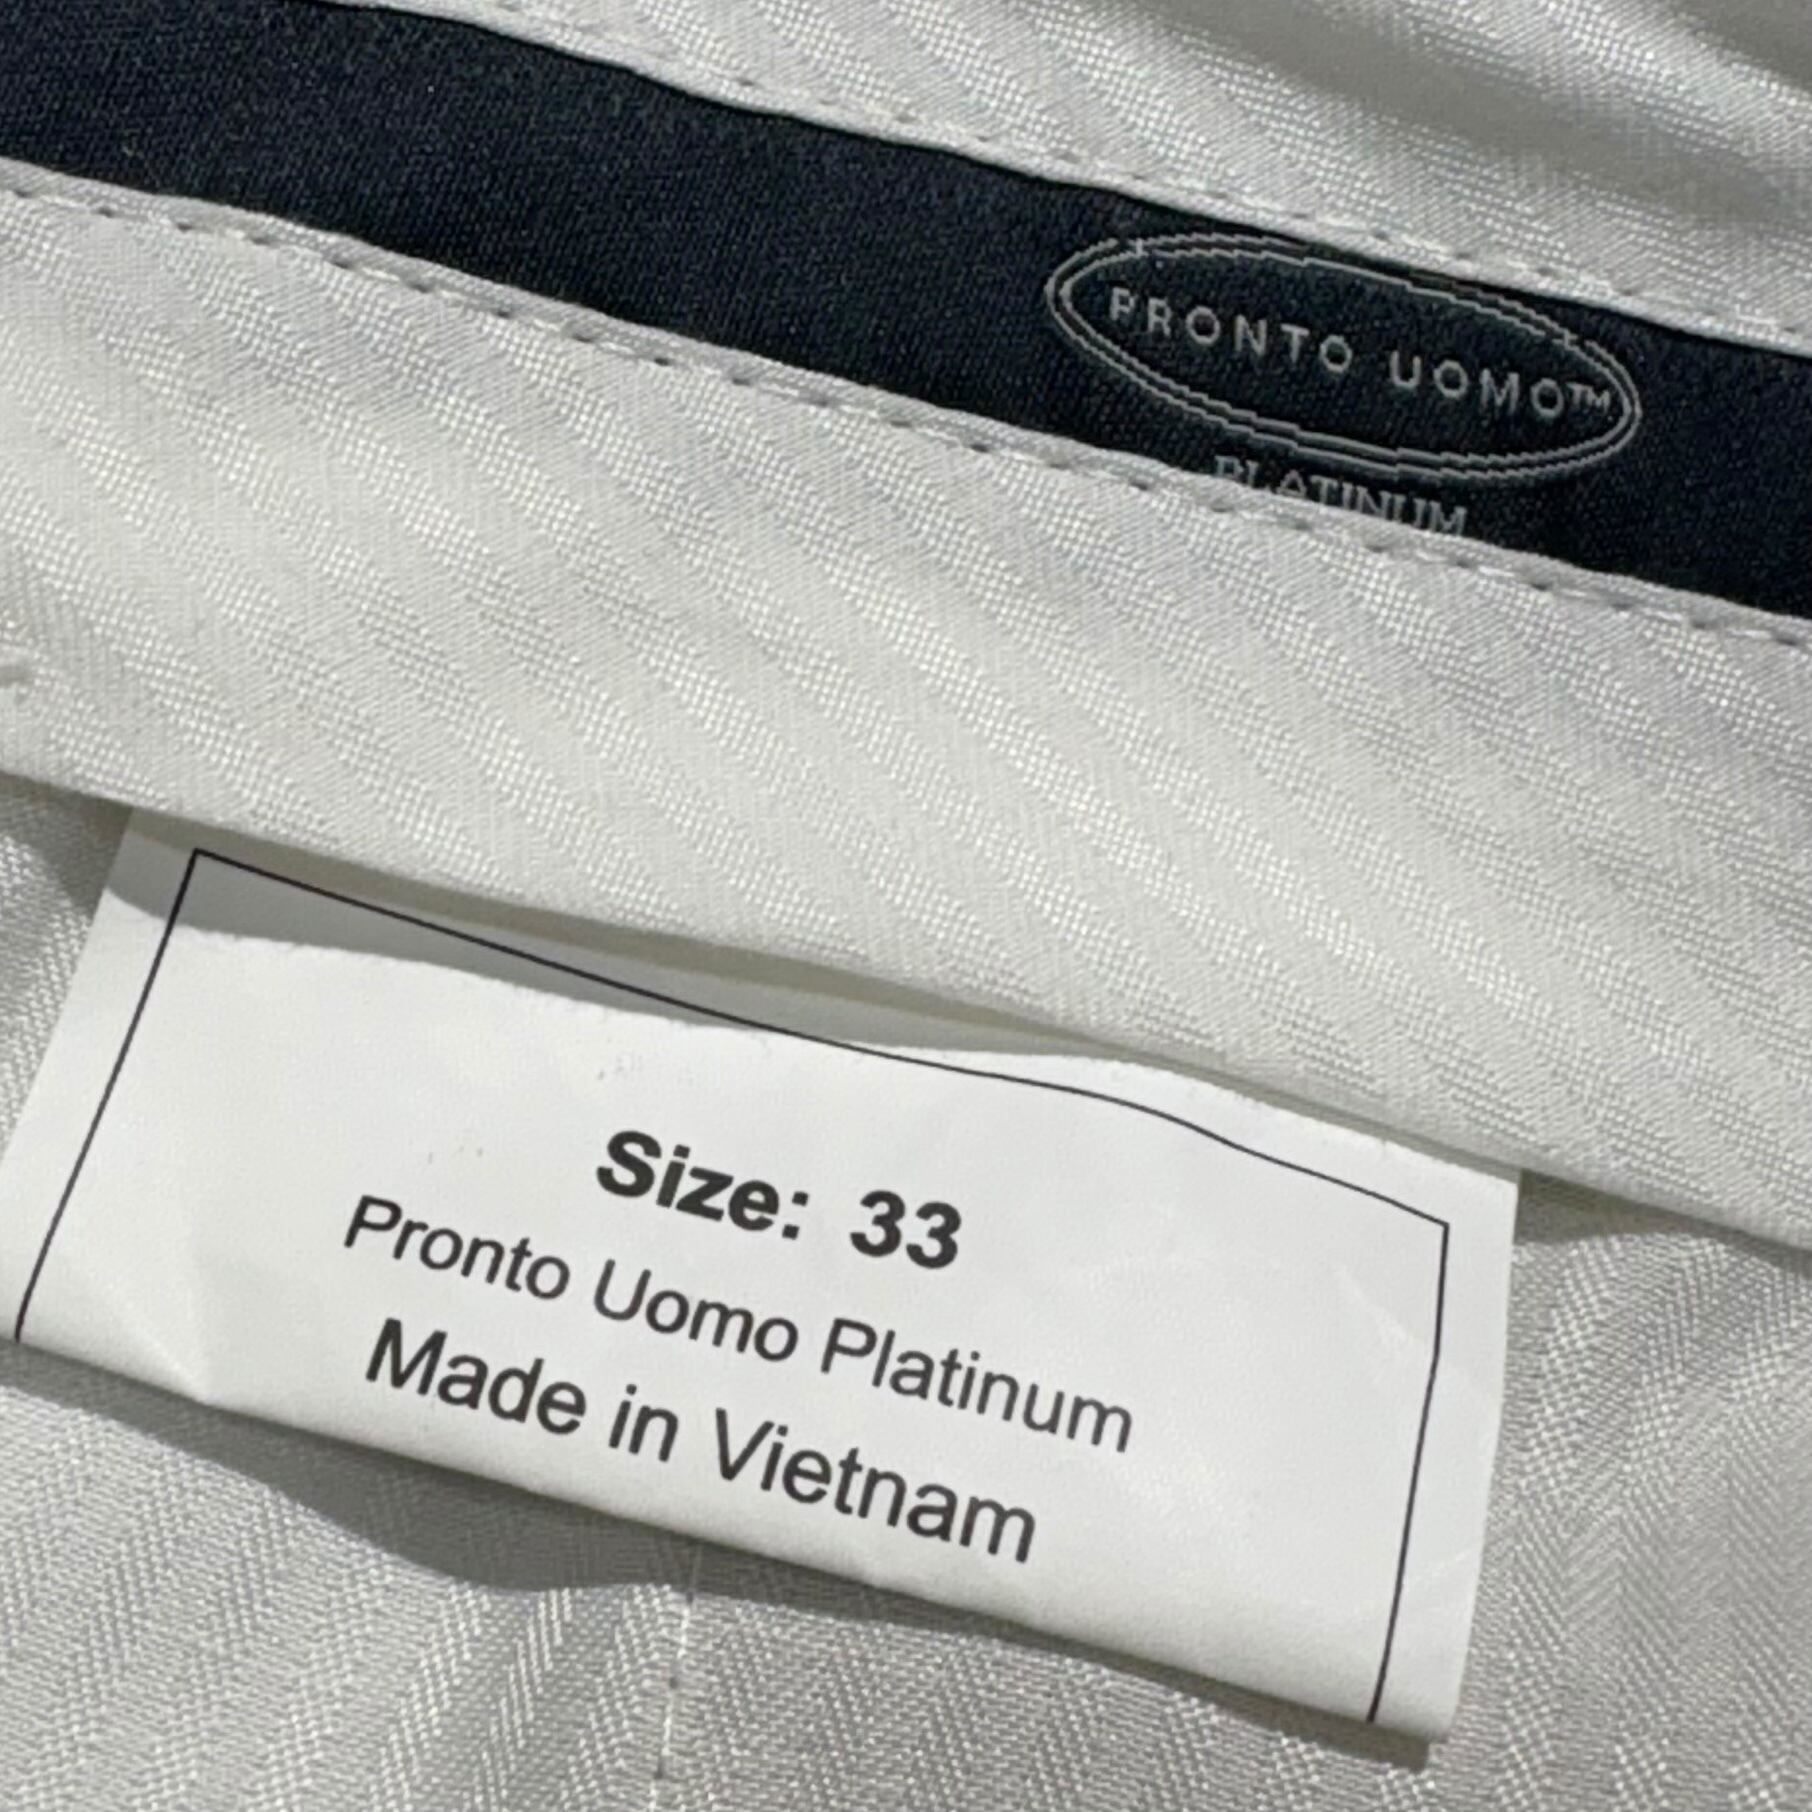 PRONTO UOMO™
PLATINUM
Size: 33
Pronto Uomo Platinum
Made in Vietnam